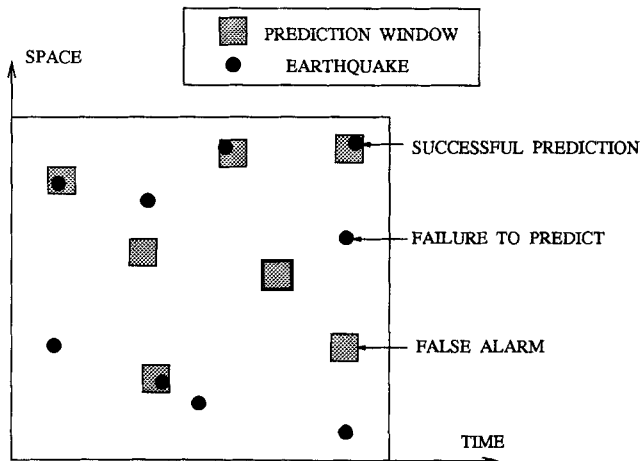 PREDICTION WINDOW
EARTHQUAKE
SPACE
SUCCESSFUL PREDICTION
FAILURE TO PREDICT
FALSE ALARM
TIME